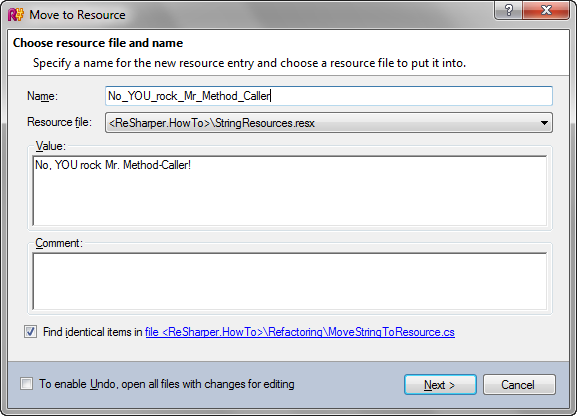 R# Move to Resource
Choose resource file and name
Specify a name for the new resource entry and choose a resource file to put it into.
Name: No_YOU_rock_Mr_Method_Caller
Resource file: <ReSharper.HowTo>\StringResources.resx
Value:
No, YOU rock Mr. Method-Caller!
Comment:
Find identical items in file <ReSharper.HowTo>\Refactoring\MoveStringToResource.cs
To enable Undo, open all files with changes for editing Next > Cancel